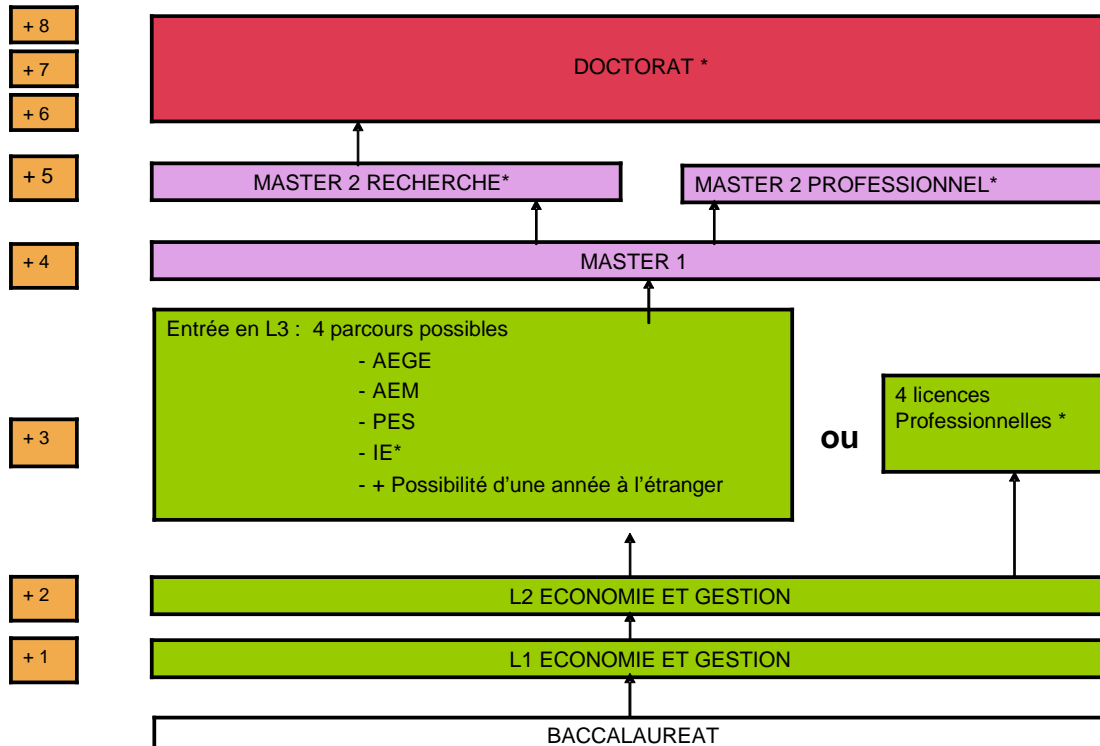 + 8
DOCTORAT *
+ 7
+ 6
+ 5
MASTER 2 RECHERCHE*
MASTER 2 PROFESSIONNEL*
+ 4
MASTER 1
Entrée en L3 : 4 parcours possibles
- AEGE
- AEM
- PES
- IE*
- + Possibilité d'une année à l'étranger
+ 3
ou
4 licences
Professionnelles *
+ 2
L2 ECONOMIE ET GESTION
+ 1
L1 ECONOMIE ET GESTION
BACCALAUREAT